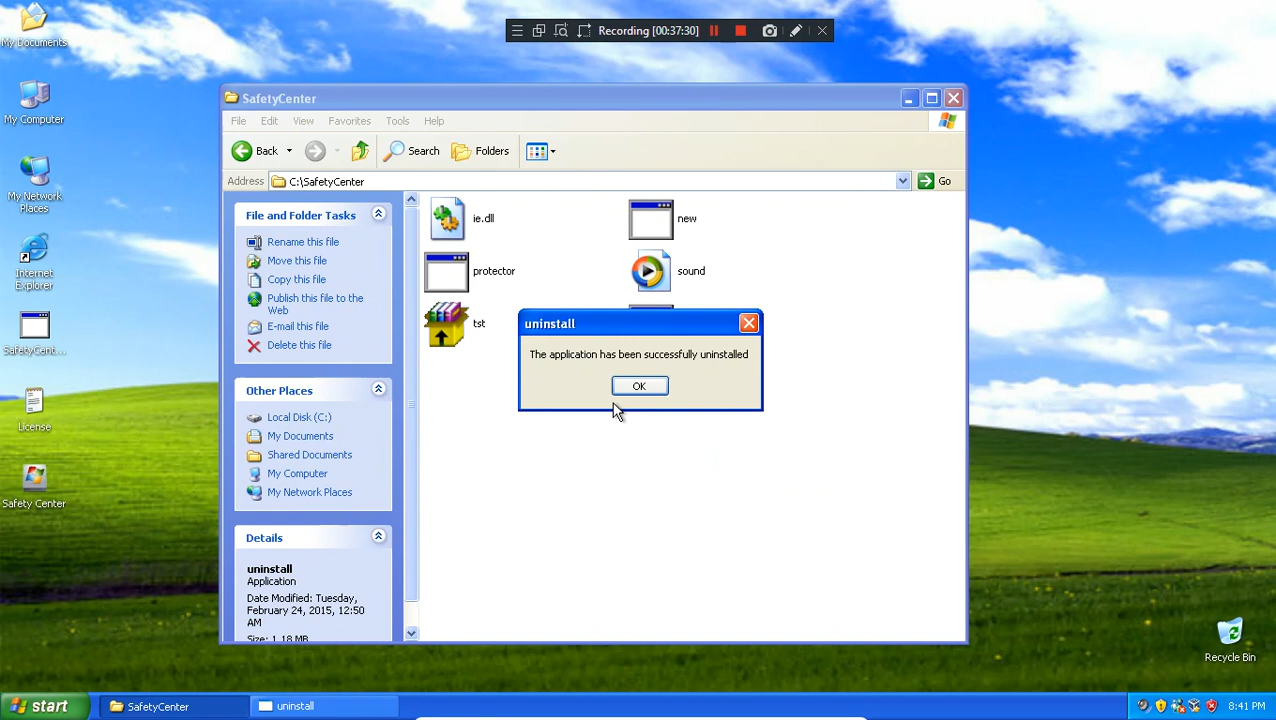 My Documents
My Computer
My Network
Places
Internet
Explorer
SafetyCent...
License
Safety Center
Recording [00:37:30]
SafetyCenter
File Edit View Favorites Tools Help
Back Search Folders
Address C:\SafetyCenter Go
File and Folder Tasks
Rename this file
Move this file
Copy this file
Publish this file to the
Web
E-mail this file
Delete this file
Other Places
Local Disk (C:)
My Documents
Shared Documents
My Computer
My Network Places
Details
uninstall
Application
Date Modified: Tuesday,
February 24, 2015, 12:50
AM
Size: 1.18 MB
ie.dll
new
protector
sound
tst
uninstall
The application has been successfully uninstalled
OK
Recycle Bin
start
SafetyCenter
uninstall
8:41 PM